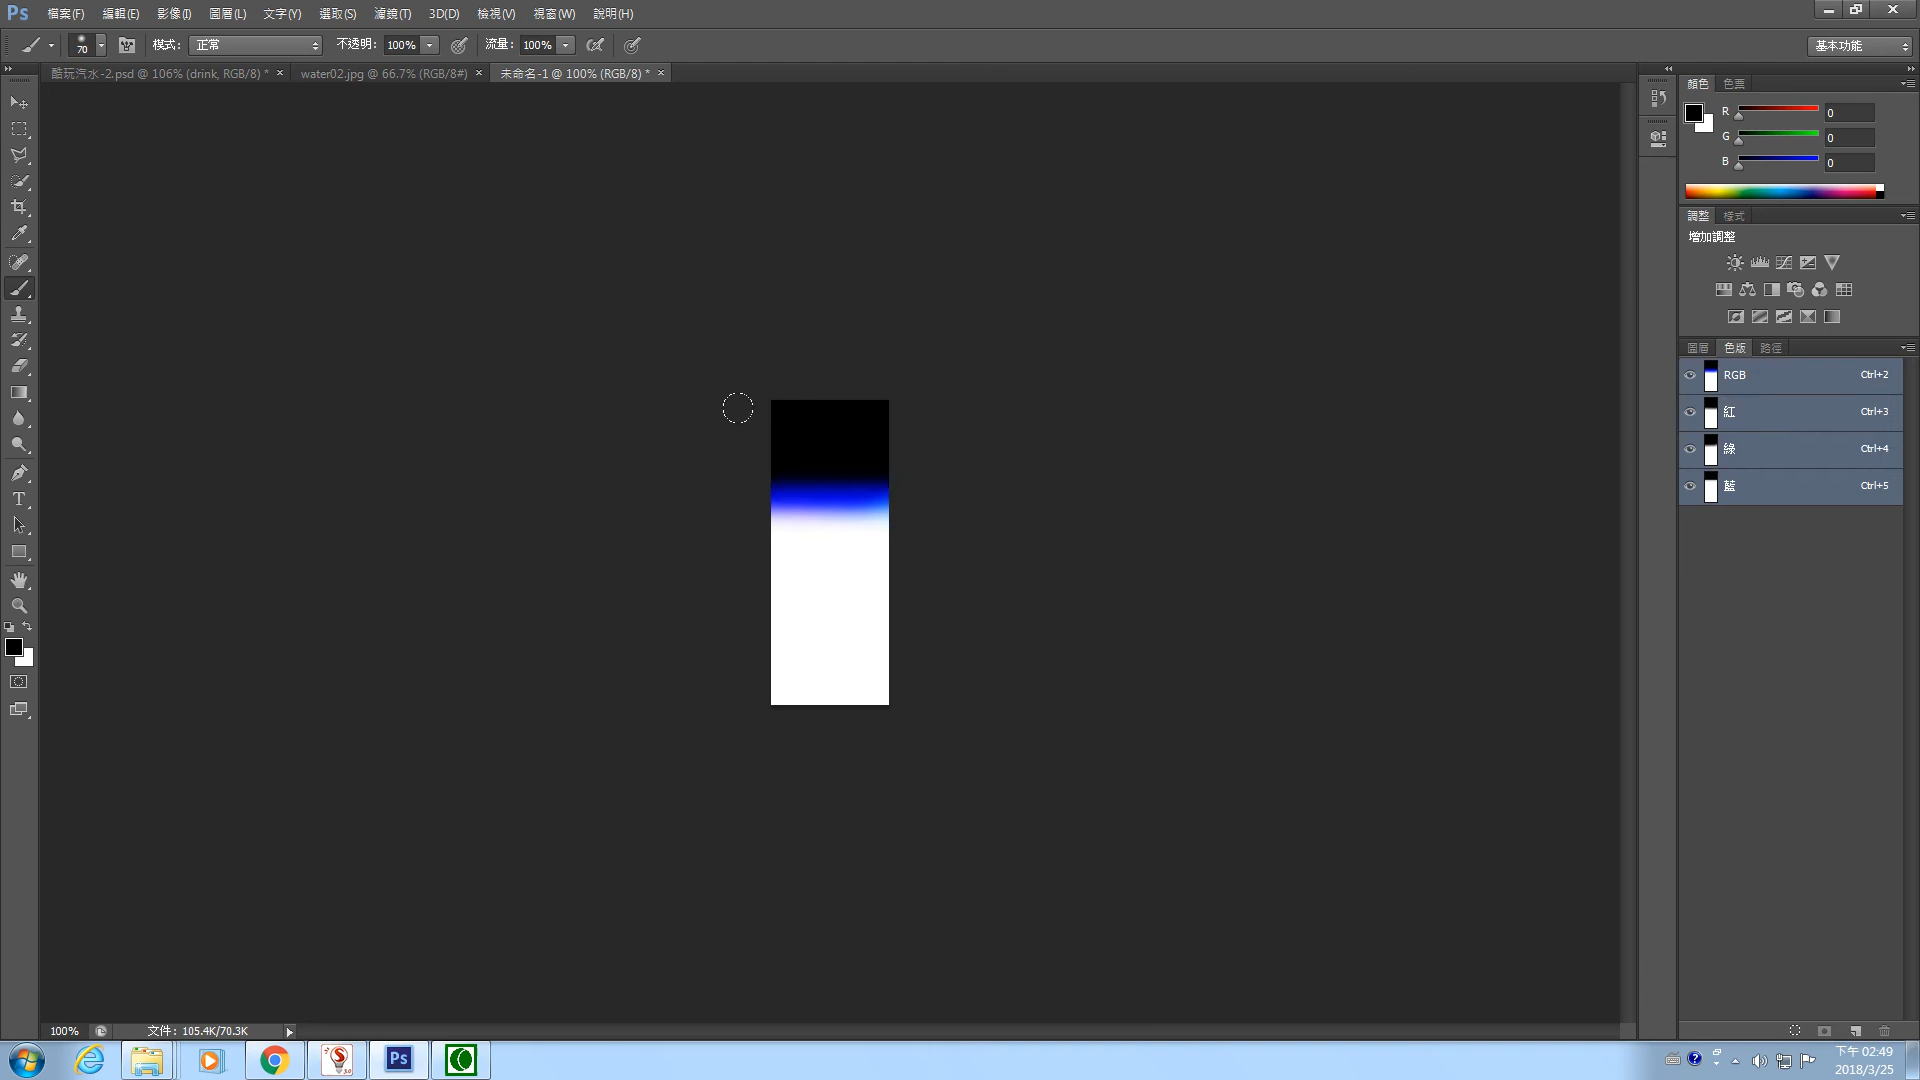 Ps 檔案(F) 編輯(E) 影像(I) 圖層(L) 文字(Y) 選取(S) 濾鏡(T) 3D(D) 檢視(V) 視窗(W) 說明(H)
70 模式: 正常 不透明: 100% 流量: 100% 基本功能
酷玩汽水-2.psd @ 106% (drink, RGB/8) * × water02.jpg @ 66.7% (RGB/8#) × 未命名-1 @ 100% (RGB/8) * ×
顏色 色票
R 0
G 0
B 0
調整 樣式
增加調整
圖層 色版 路徑
RGB Ctrl+2
紅 Ctrl+3
綠 Ctrl+4
藍 Ctrl+5
T
100% 文件: 105.4K/70.3K
Ps
下午 02:49
2018/3/25